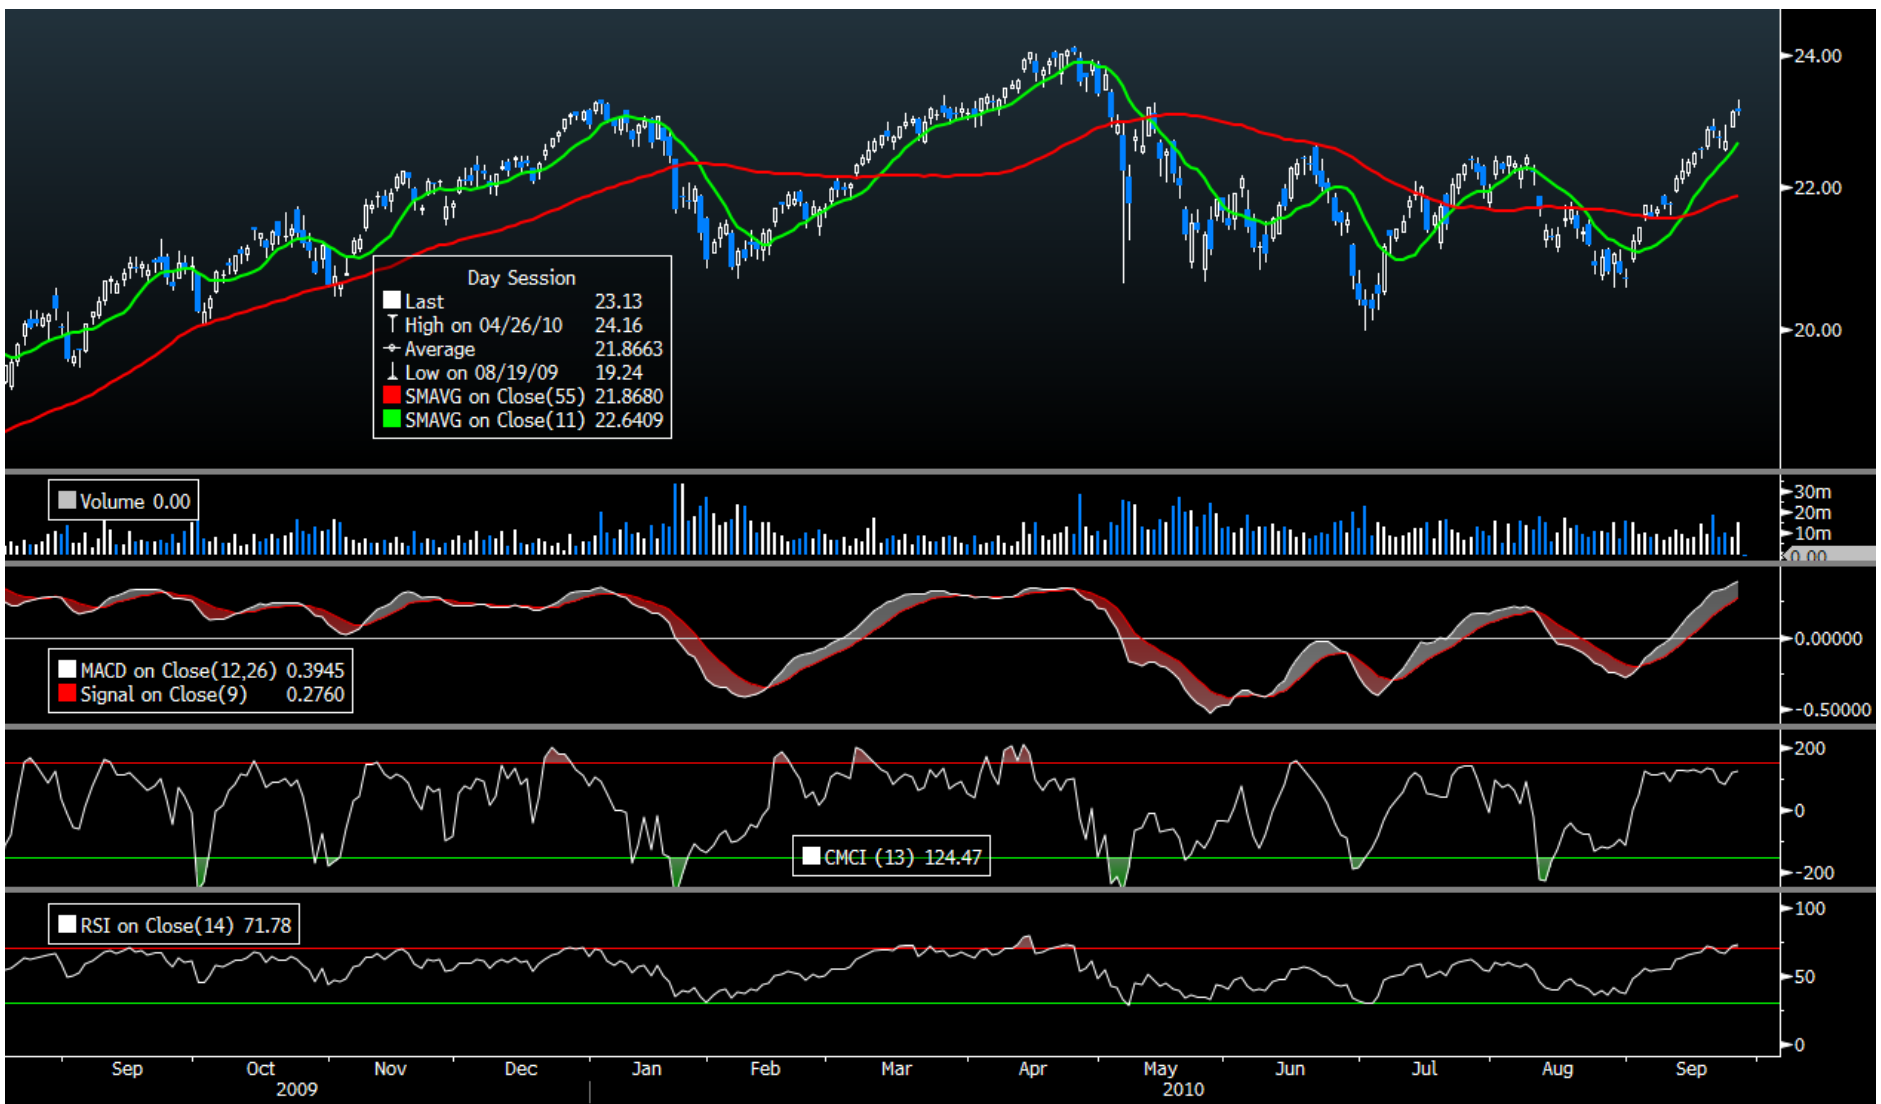 24.00
22.00
20.00
Day Session
Last 23.13
High on 04/26/10 24.16
Average 21.8663
Low on 08/19/09 19.24
SMAVG on Close(55) 21.8680
SMAVG on Close(11) 22.6409
Volume 0.00
30m
20m
10m
0.00
0.00000
MACD on Close(12,26) 0.3945
Signal on Close(9) 0.2760
-0.50000
200
0
CMCI (13) 124.47
-200
100
RSI on Close(14) 71.78
50
0
Sep Oct Nov Dec Jan Feb Mar Apr May Jun Jul Aug Sep
2009 2010